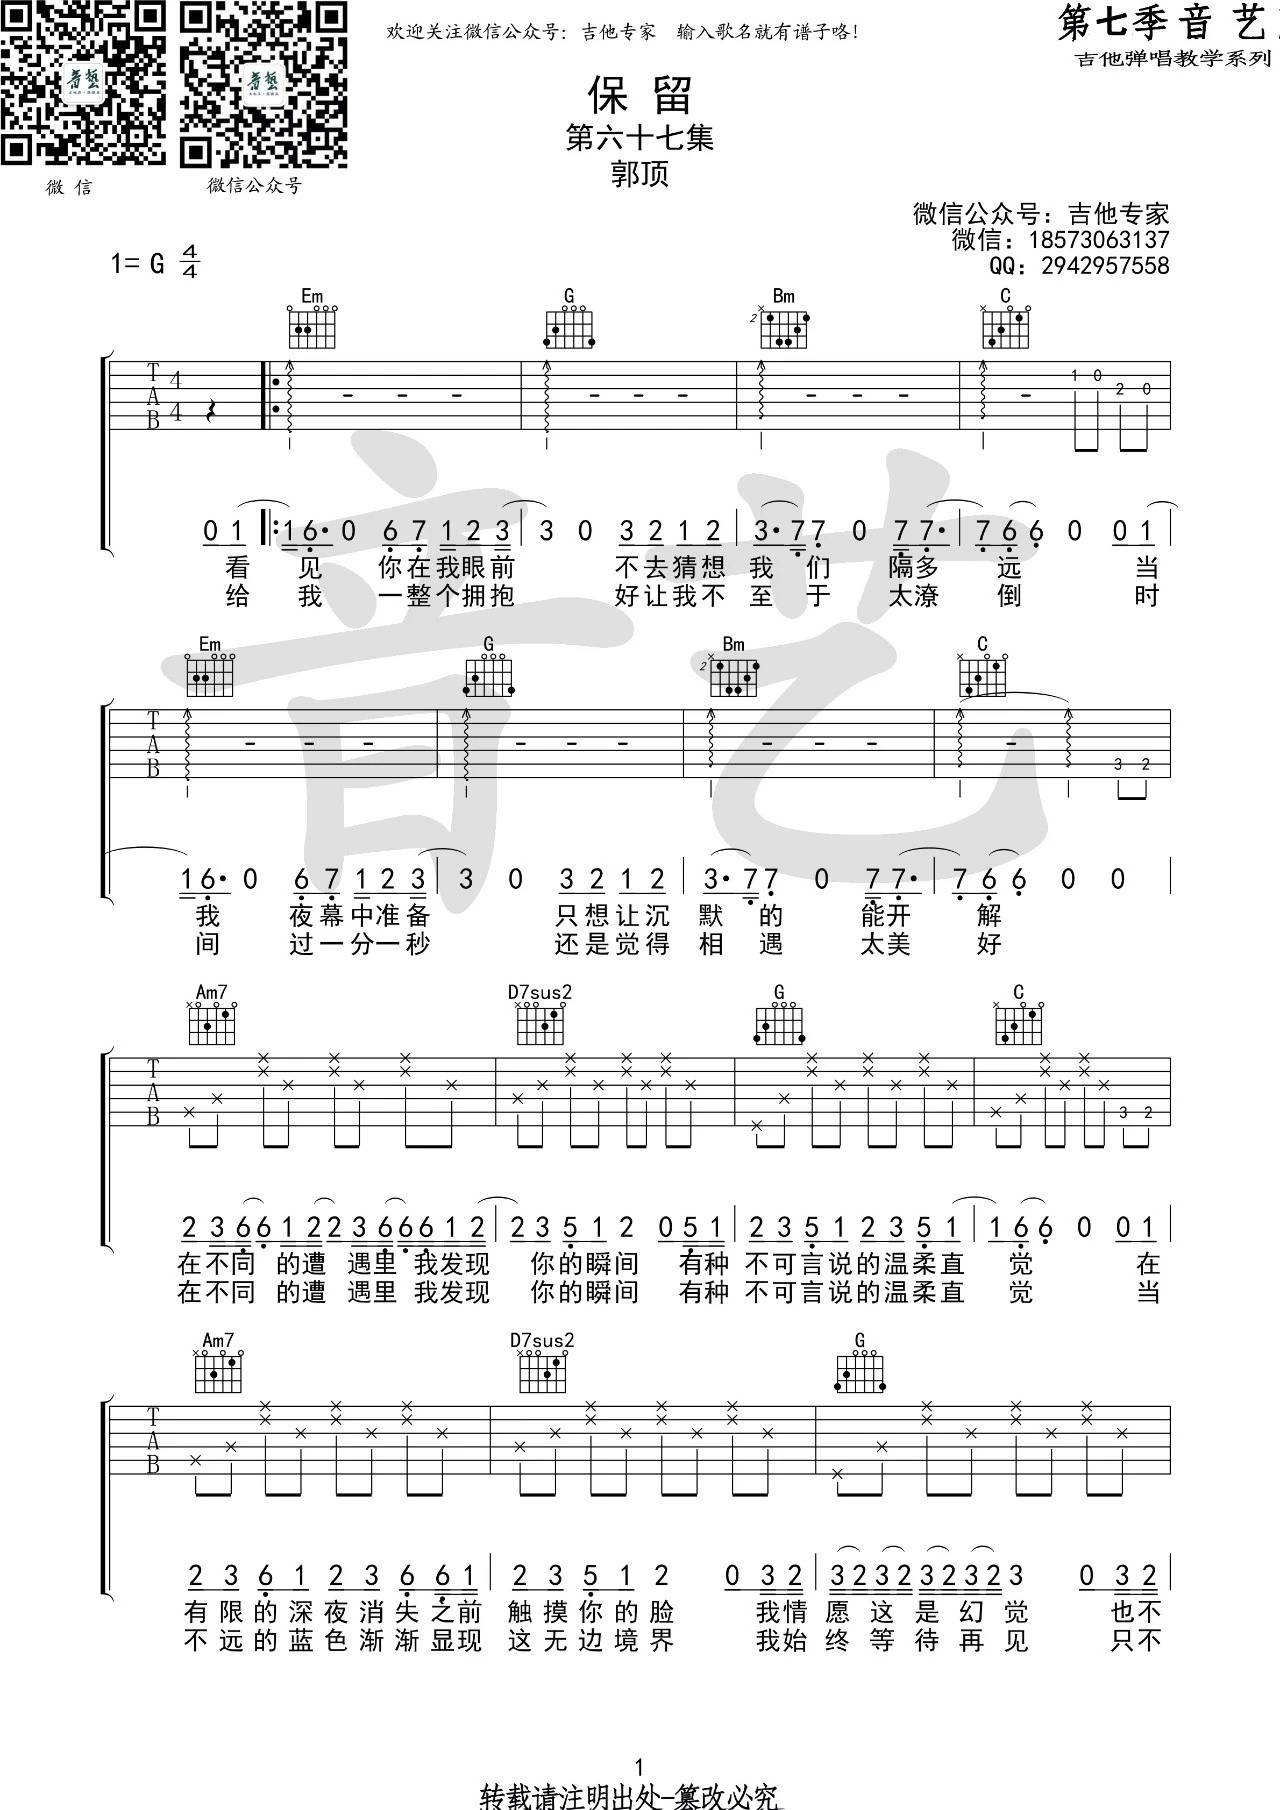 欢迎关注微信公众号：吉他专家　输入歌名就有谱子咯！
第七季音艺
吉他弹唱教学系列
微 信
微信公众号
保 留
第六十七集
郭顶
微信公众号：吉他专家
微信：18573063137
QQ：2942957558
1= G 4/4
Em G Bm C
T A B 4 4 2 1 0 2 0
0 1 1 6· 0 6 7 1 2 3 3 0 3 2 1 2 3· 7 7 0 7 7· 7 6 6 0 0 1
看 见 你在我眼前 不去猜想 我 们 隔多 远 当
给 我 一整个拥抱 好让我不 至 于 太潦 倒 时
Em G Bm C
T A B 2 3 2
1 6· 0 6 7 1 2 3 3 0 3 2 1 2 3· 7 7 0 7 7· 7 6 6 0 0
我 夜幕中准备 只想让沉 默 的 能开 解
间 过一分一秒 还是觉得 相 遇 太美 好
Am7 D7sus2 G C
T A B 3 2
2 3 6 6 1 2 2 3 6 6 6 1 2 2 3 5 1 2 0 5 1 2 3 5 1 2 3 5 1 1 6 6 0 0 1
在不同 的遭 遇里 我发现 你的瞬间 有种 不可言说的温柔直 觉 在
在不同 的遭 遇里 我发现 你的瞬间 有种 不可言说的温柔直 觉 当
Am7 D7sus2 G
T A B
2 3 6 1 2 3 6 6 1 2 3 5 1 2 0 3 2 3 2 3 2 3 2 3 2 3 0 3 2
有限的深夜消失之前 触摸你的脸 我情愿这是幻觉 也不
不远的蓝色渐渐显现 这无边境界 我始终等待再见 只不
1
转载请注明出处-篡改必究
音艺